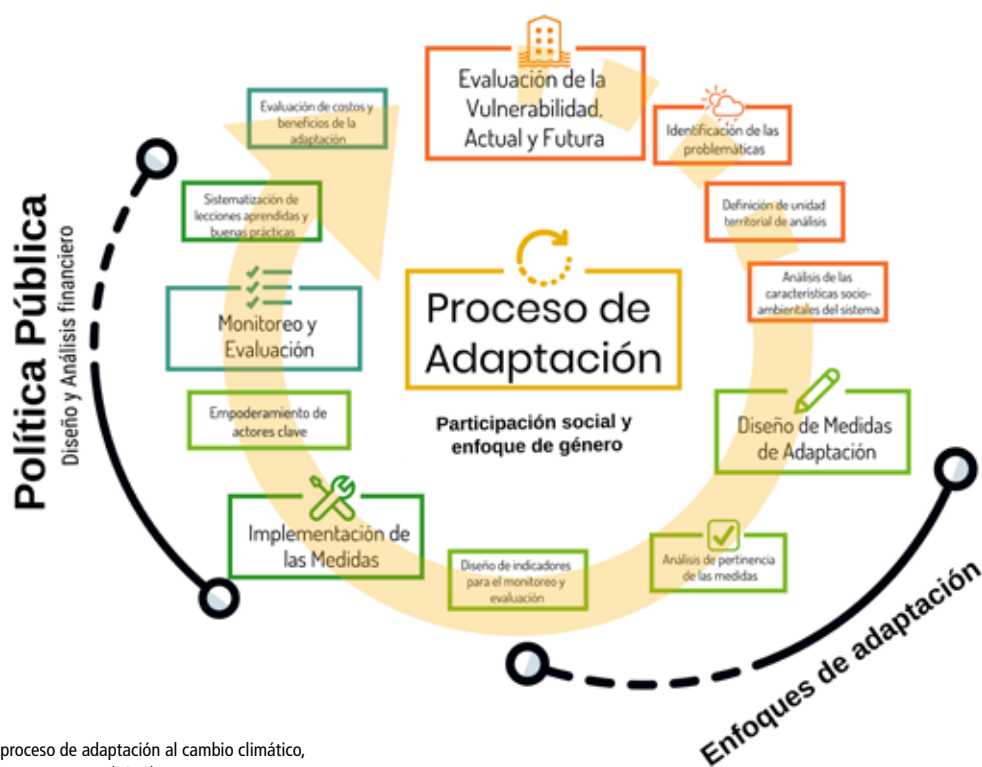 Evaluación de la
Vulnerabilidad.
Actual y Futura
Identificación de las
problemáticas
Definición de unidad
territorial de análisis
Análisis de las
características socio-
ambientales del sistema
Diseño de Medidas
de Adaptación
Análisis de pertinencia
de las medidas
Diseño de indicadores
para el monitoreo y
evaluación
Implementación de
las Medidas
Empoderamiento de
actores clave
Monitoreo y
Evaluación
Sistematización de
lecciones aprendidas y
buenas prácticas
Evaluación de costos y
beneficios de la
adaptación
Proceso de
Adaptación
Participación social y
enfoque de género
Política Pública
Diseño y Análisis financiero
Enfoques de adaptación
proceso de adaptación al cambio climático,